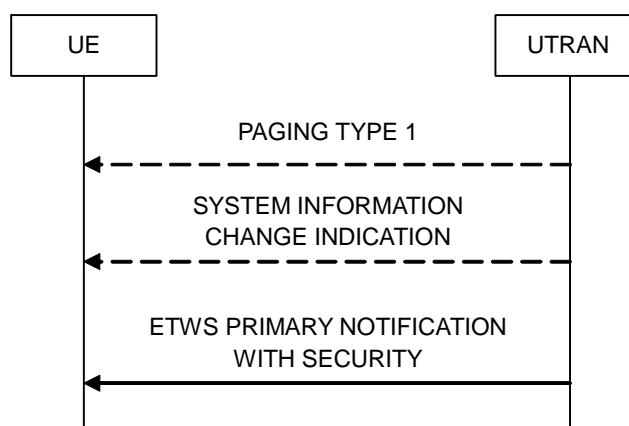 UE
UTRAN
PAGING TYPE 1
SYSTEM INFORMATION
CHANGE INDICATION
ETWS PRIMARY NOTIFICATION
WITH SECURITY